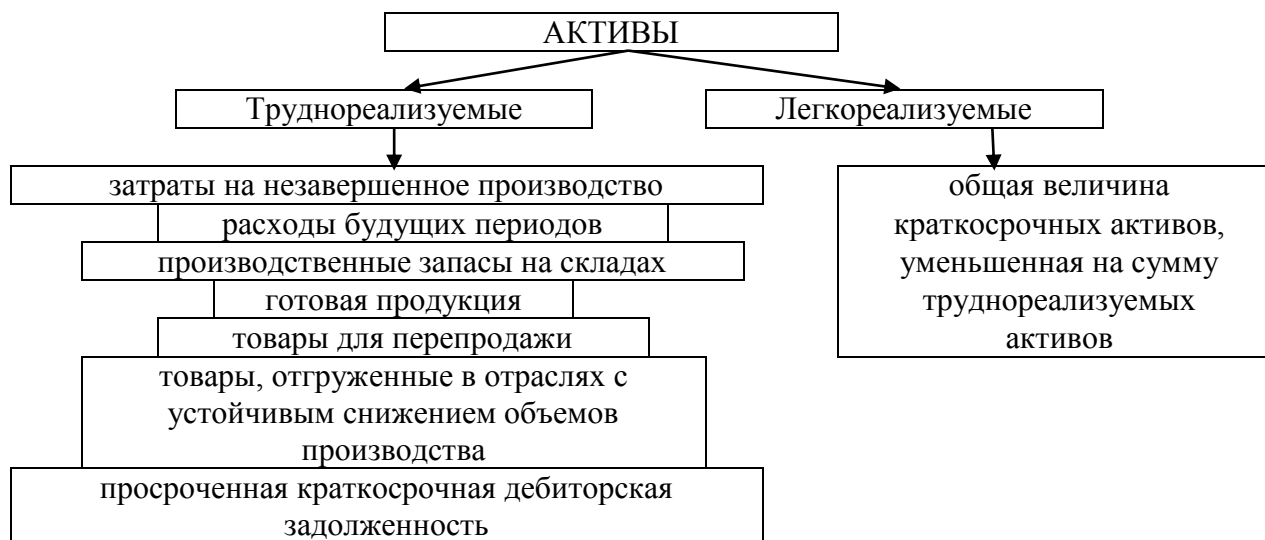 АКТИВЫ
Труднореализуемые
Легкореализуемые
затраты на незавершенное производство
расходы будущих периодов
производственные запасы на складах
готовая продукция
товары для перепродажи
товары, отгруженные в отраслях с
устойчивым снижением объемов
производства
просроченная краткосрочная дебиторская
задолженность
общая величина
краткосрочных активов,
уменьшенная на сумму
труднореализуемых
активов